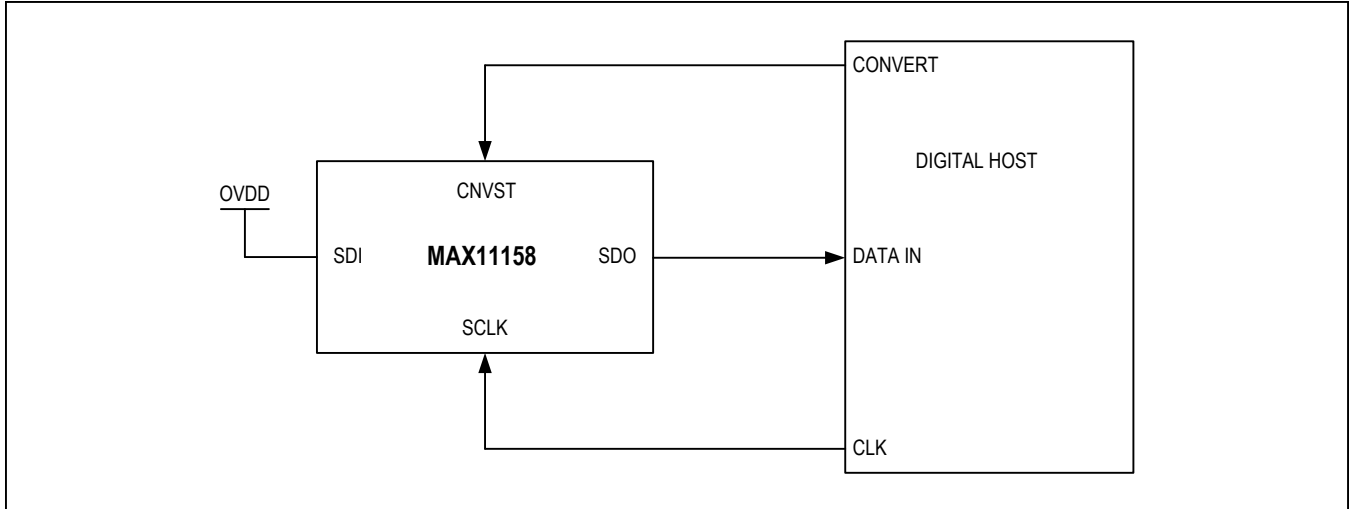 CONVERT
DIGITAL HOST
CNVST
OVDD
SDI MAX11158 SDO DATA IN
SCLK
CLK